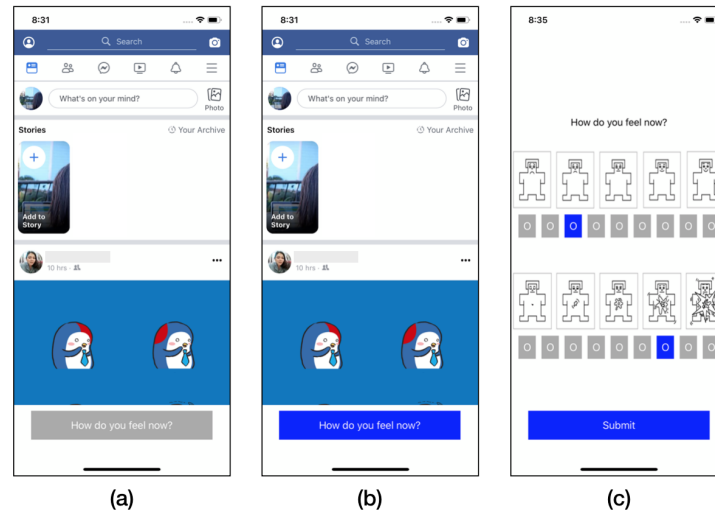 8:31
Search
What's on your mind?
Photo
Stories
Your Archive
Add to
Story
10 hrs ·
How do you feel now?
(a)
8:31
Search
What's on your mind?
Photo
Stories
Your Archive
Add to
Story
10 hrs ·
How do you feel now?
(b)
8:35
How do you feel now?
O O O O O O O O O
O O O O O O O O O
Submit
(c)